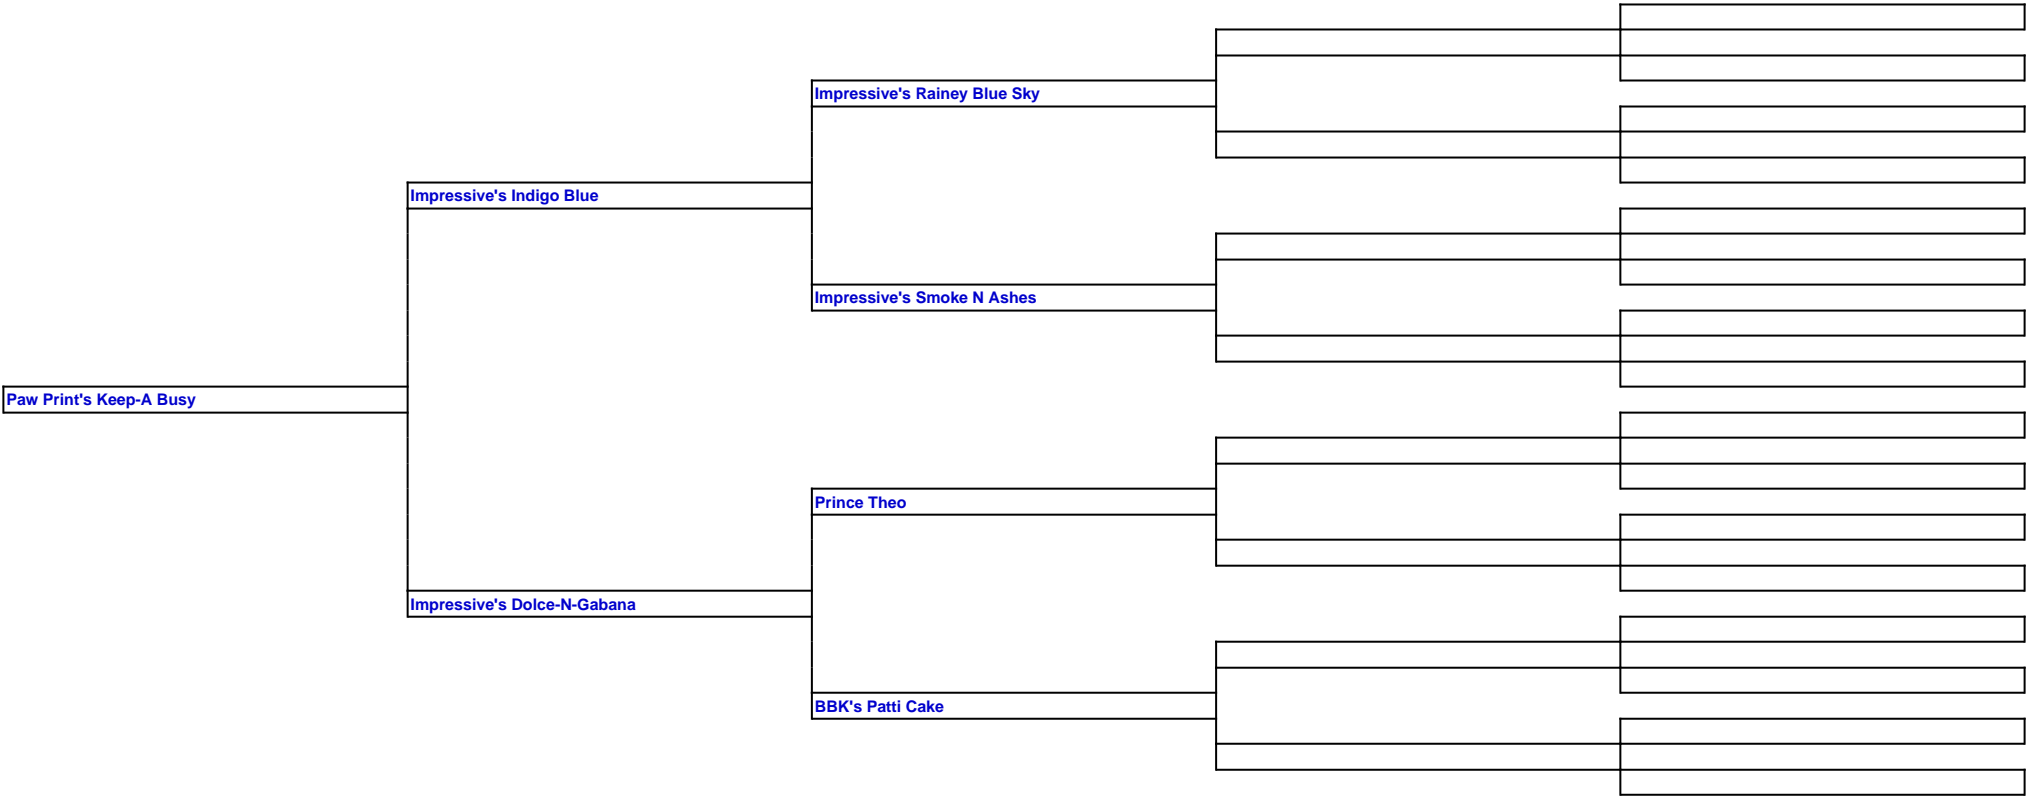 Impressive's Rainey Blue Sky
Impressive's Indigo Blue
Impressive's Smoke N Ashes
Paw Print's Keep-A Busy
Prince Theo
Impressive's Dolce-N-Gabana
BBK's Patti Cake